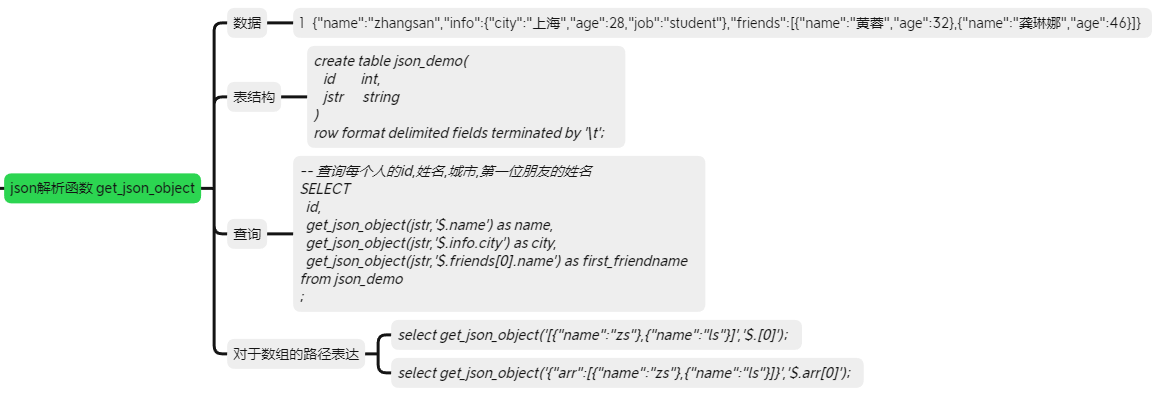 json解析函数 get_json_object
数据
1 {"name":"zhangsan","info":{"city":"上海","age":28,"job":"student"},"friends":[{"name":"黄蓉","age":32},{"name":"龚琳娜","age":46}]}
表结构
create table json_demo(
id int,
jstr string
)
row format delimited fields terminated by '\t';
查询
-- 查询每个人的id,姓名,城市,第一位朋友的姓名
SELECT
id,
get_json_object(jstr,'$.name') as name,
get_json_object(jstr,'$.info.city') as city,
get_json_object(jstr,'$.friends[0].name') as first_friendname
from json_demo
;
对于数组的路径表达
select get_json_object('[{"name":"zs"},{"name":"ls"}]','$.[0]');
select get_json_object('{"arr":[{"name":"zs"},{"name":"ls"}]}','$.arr[0]');